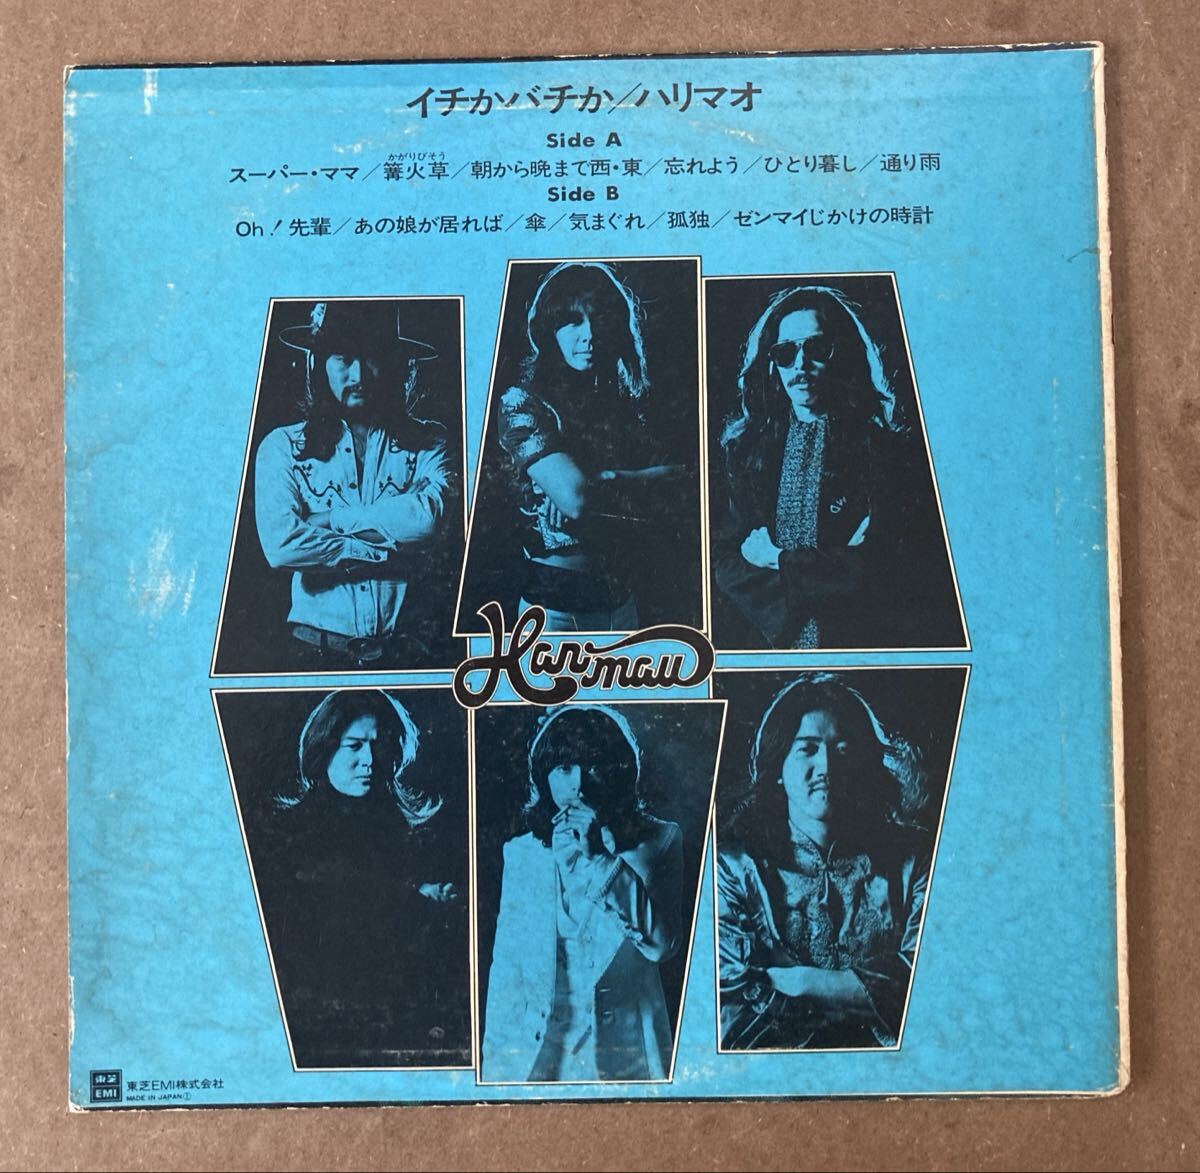 イチかバチか/ハリマオ
Side A
かがりびそう
スーパー・ママ/篝火草/朝から晩まで西・東/忘れよう/ひとり暮し/通り雨
Side B
Oh!先輩/あの娘が居れば/傘/気まぐれ/孤独/ゼンマイじかけの時計
Harimau
東芝
EMI
東芝EMI株式会社
MADE IN JAPAN ①